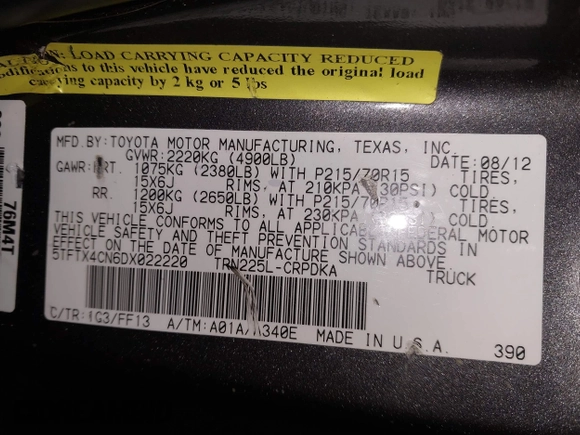 LOAD CARRYING CAPACITY REDUCED
to this vehicle have reduced the original load
capacity by 2 kg or 5 lbs
76M4T
MFD.BY:TOYOTA MOTOR MANUFACTURING, TEXAS, INC.
GVWR:2220KG (4900LB) DATE:08/12
GAWR: FRT. 1075KG (2380LB) WITH P215/70R15 TIRES,
15X6J RIMS, AT 210KPA (30PSI) COLD
RR. 1200KG (2650LB) WITH P215/70R15 TIRES,
15X6J RIMS, AT 230KPA COLD
THIS VEHICLE CONFORMS TO ALL APPLICABLE FEDERAL MOTOR
VEHICLE SAFETY AND THEFT PREVENTION STANDARDS IN
EFFECT ON THE DATE OF MANUFACTURE SHOWN ABOVE
5TFTX4CN6DX022220 TRN225L-CRPDKA TRUCK
C/TR: 1G3/FF13 A/TM:A01A/ A340E MADE IN U.S.A. 390